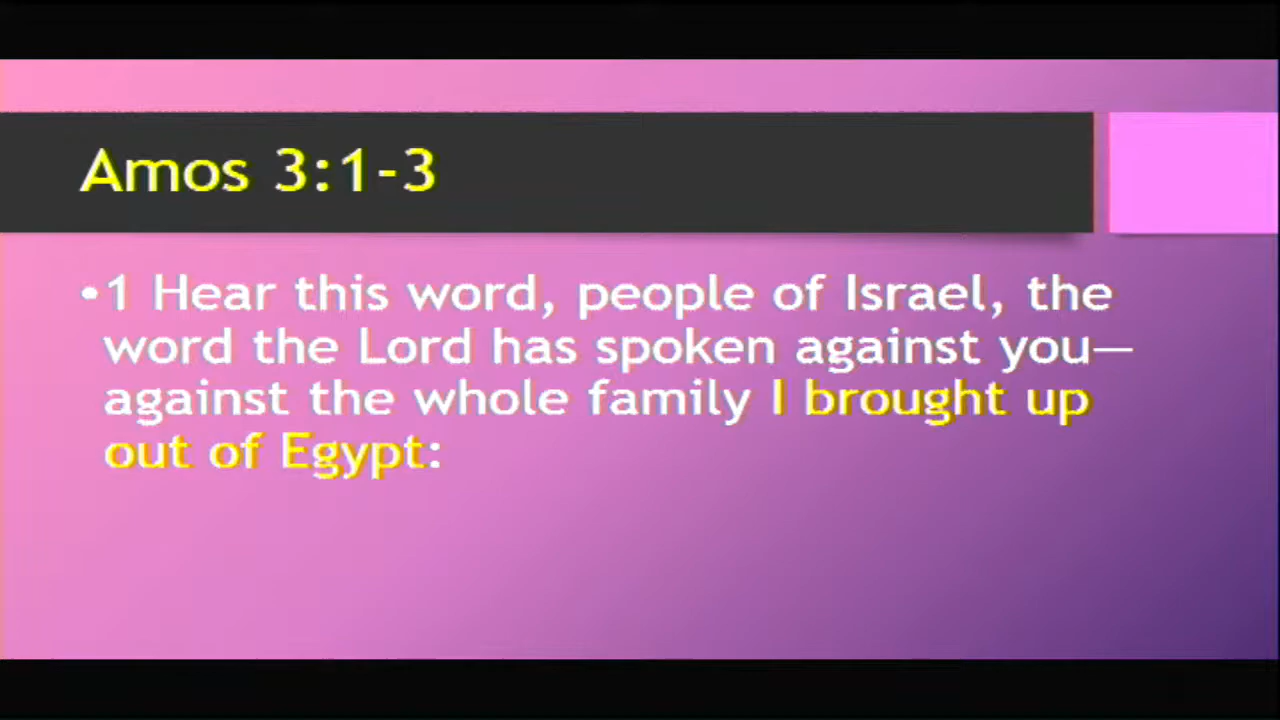 Amos 3:1-3
•1 Hear this word, people of Israel, the
word the Lord has spoken against you—
against the whole family I brought up
out of Egypt: